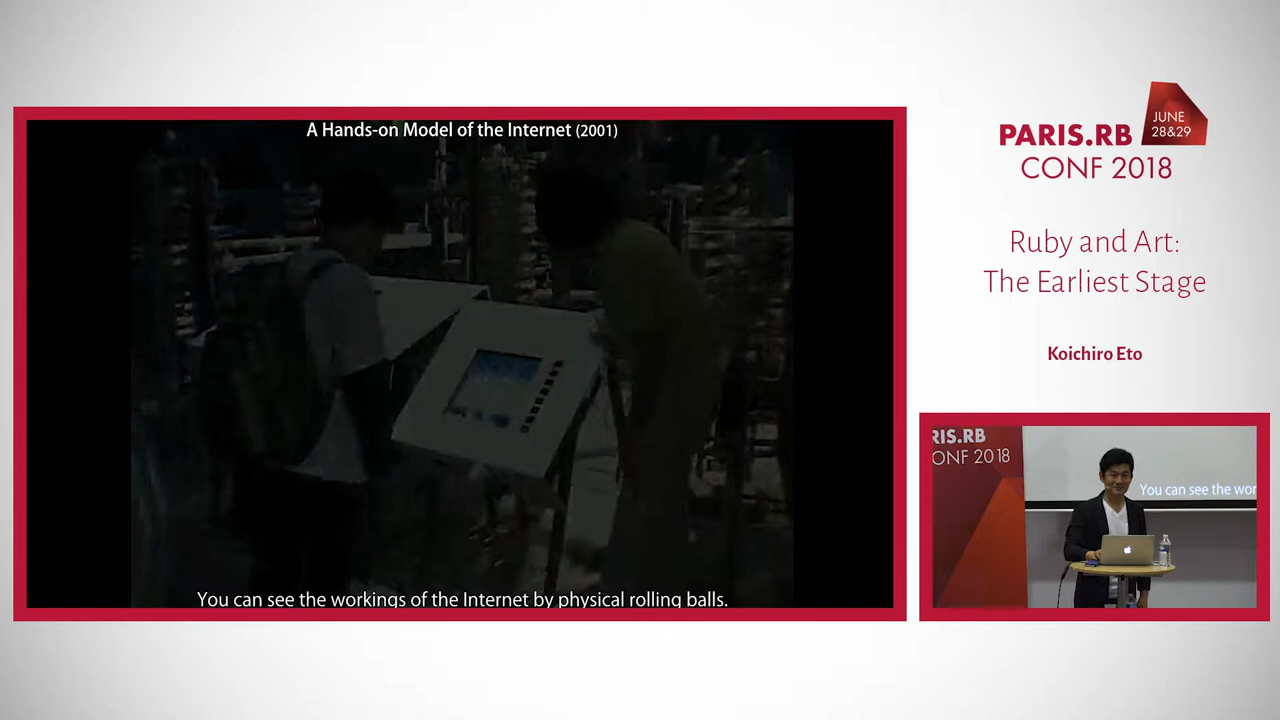 A Hands-on Model of the Internet (2001)
You can see the workings of the Internet by physical rolling balls.
JUNE
28&29
PARIS.RB
CONF 2018
Ruby and Art:
The Earliest Stage
Koichiro Eto
RIS.RB
ONF 2018
You can see the wor